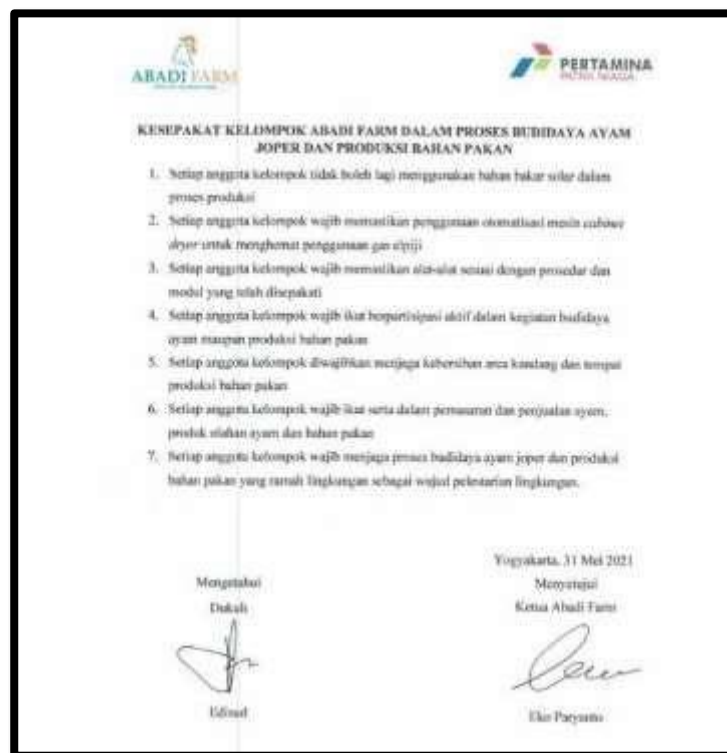 ABADI FARM
PERTAMINA
PATRA NIAGA
KESEPAKAT KELOMPOK ABADI FARM DALAM PROSES BUDIDAYA AYAM
JOPER DAN PRODUKSI BAHAN PAKAN
1. Setiap anggota kelompok tidak boleh lagi menggunakan bahan bakar solar dalam
proses produksi
2. Setiap anggota kelompok wajib memastikan penggunaan otomatisasi mesin cabinet
dryer untuk menghemat penggunaan gas elpiji
3. Setiap anggota kelompok wajib memastikan alat-alat sesuai dengan prosedur dan
modul yang telah disepakati
4. Setiap anggota kelompok wajib ikut berpartisipasi aktif dalam kegiatan budidaya
ayam maupun produksi bahan pakan
5. Setiap anggota kelompok diwajibkan menjaga kebersihan area kandang dan tempat
produksi bahan pakan
6. Setiap anggota kelompok wajib ikut serta dalam pemasaran dan penjualan ayam,
produk olahan ayam dan bahan pakan
7. Setiap anggota kelompok wajib menjaga proses budidaya ayam joper dan produksi
bahan pakan yang ramah lingkungan sebagai wujud pelestarian lingkungan.
Yogyakarta, 31 Mei 2021
Mengetahui
Menyetujui
Dukuh
Ketua Abadi Farm
Eko Paryanto